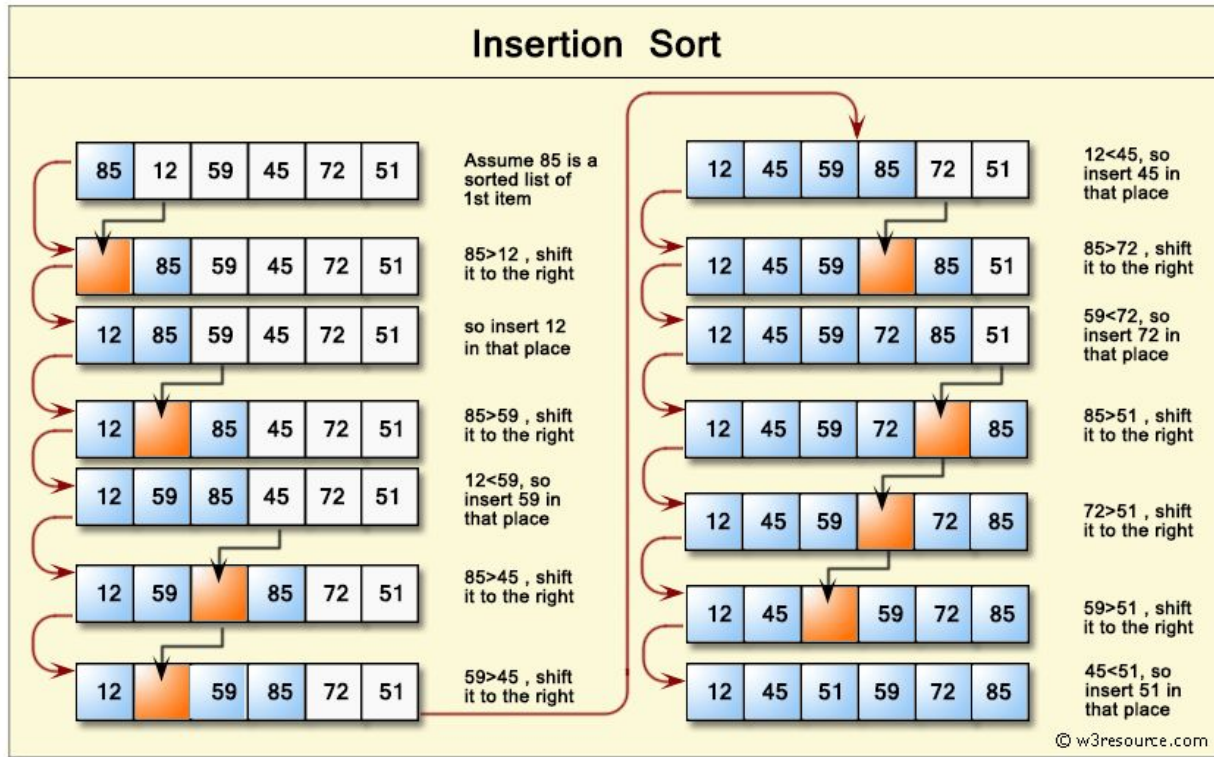 Insertion Sort
85 12 59 45 72 51
Assume 85 is a
sorted list of
1st item
85 59 45 72 51
85>12 , shift
it to the right
12 85 59 45 72 51
so insert 12
in that place
12 85 45 72 51
85>59 , shift
it to the right
12 59 85 45 72 51
12<59, so
insert 59 in
that place
12 59 85 72 51
85>45 , shift
it to the right
12 59 85 72 51
59>45 , shift
it to the right
12 45 59 85 72 51
12<45, so
insert 45 in
that place
12 45 59 85 51
85>72 , shift
it to the right
12 45 59 72 85 51
59<72, so
insert 72 in
that place
12 45 59 72 85
85>51 , shift
it to the right
12 45 59 72 85
72>51 , shift
it to the right
12 45 59 72 85
59>51 , shift
it to the right
12 45 51 59 72 85
45<51, so
insert 51 in
that place
© w3resource.com